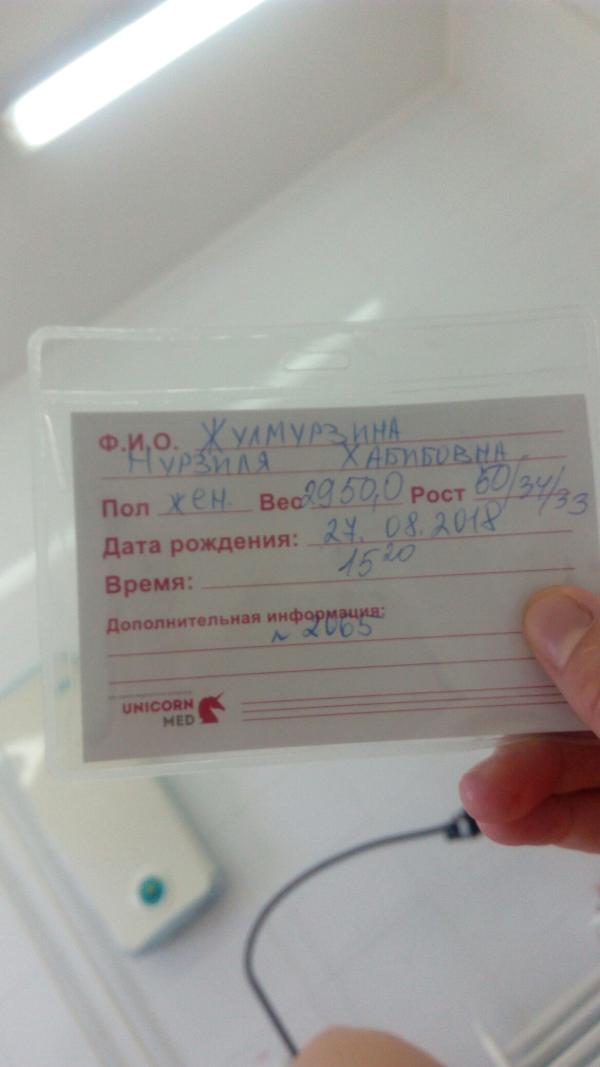 Ф.И.О. ЖУЛМУРЗИНА
НУРЗИЛЯ ХАБИБОВНА
Пол жен. Вес 2950,0 Рост 50/34/33
Дата рождения: 27. 08. 2018
Время: 15 20
Дополнительная информация:
~ 2065
UNICORN
MED